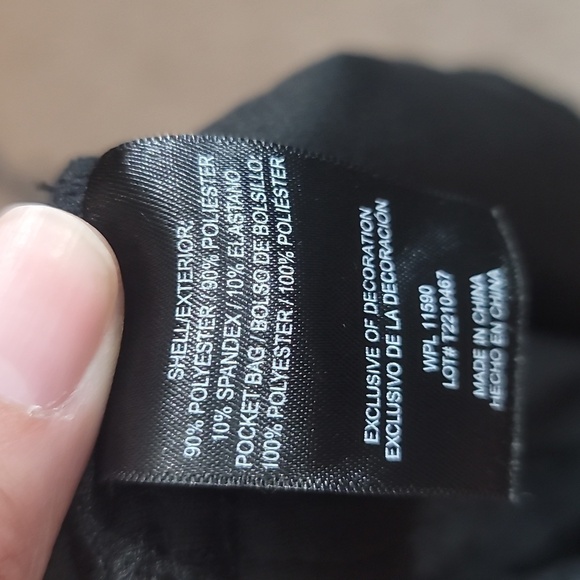 SHELL/EXTERIOR:
90% POLYESTER / 90% POLIESTER
10% SPANDEX / 10% ELASTANO
POCKET BAG / BOLSO DE BOLSILLO:
100% POLYESTER / 100% POLIESTER
EXCLUSIVE OF DECORATION
EXCLUSIVO DE LA DECORACIÓN
WPL 11590
LOT# T2210467
MADE IN CHINA
HECHO EN CHINA